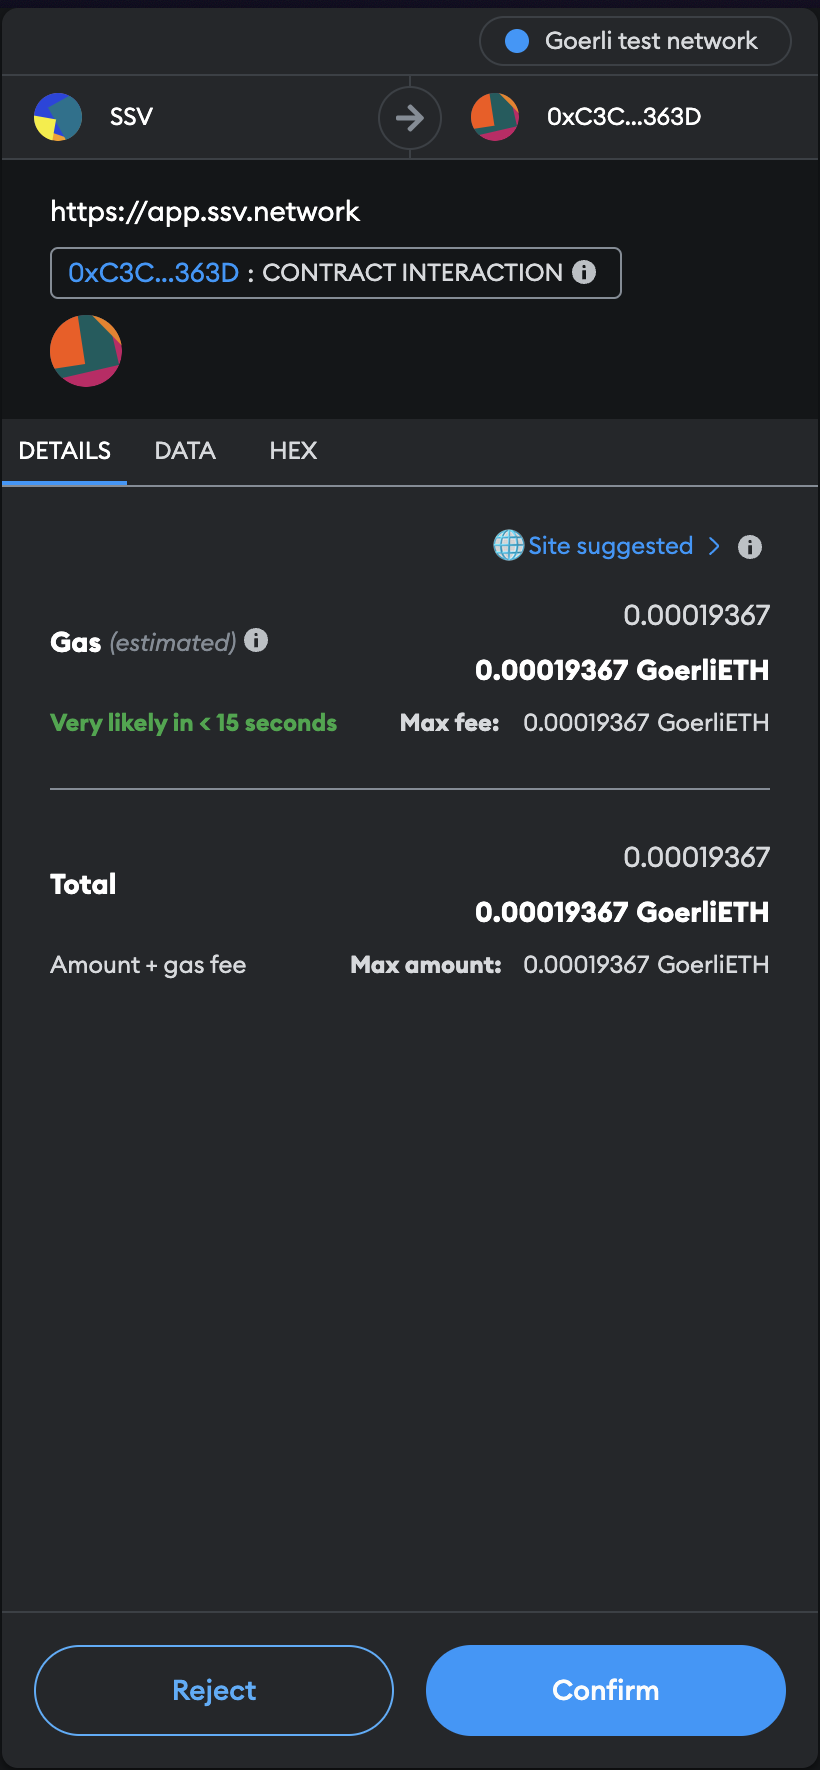 Goerli test network
SSV
0xC3C...363D
https://app.ssv.network
0xC3C...363D : CONTRACT INTERACTION
DETAILS DATA HEX
Site suggested >
0.00019367
Gas (estimated)
0.00019367 GoerliETH
Very likely in < 15 seconds Max fee: 0.00019367 GoerliETH
0.00019367
Total
0.00019367 GoerliETH
Amount + gas fee Max amount: 0.00019367 GoerliETH
Reject Confirm